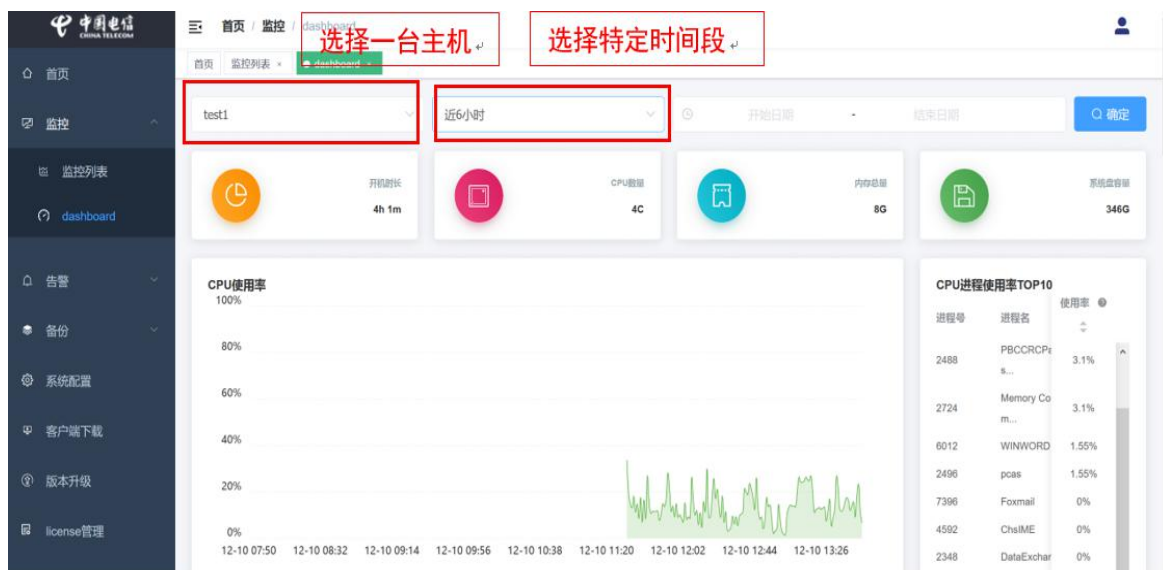 中国电信
CHINA TELECOM
首页 / 监控 / dashboard
选择一台主机
选择特定时间段
首页 监控列表 × dashboard ×
首页
监控
监控列表
dashboard
告警
备份
系统配置
客户端下载
版本升级
license管理
test1 近6小时 开始日期 - 结束日期 确定
开机时长
4h 1m
CPU数量
4C
内存总量
8G
系统盘容量
346G
CPU使用率
100%
80%
60%
40%
20%
0%
12-10 07:50 12-10 08:32 12-10 09:14 12-10 09:56 12-10 10:38 12-10 11:20 12-10 12:02 12-10 12:44 12-10 13:26
CPU进程使用率TOP10
进程号 进程名 使用率
2488 PBCCRCPa
s... 3.1%
2724 Memory Co
m... 3.1%
6012 WINWORD 1.55%
2496 pcas 1.55%
7396 Foxmail 0%
4592 ChsIME 0%
2348 DataExchar 0%